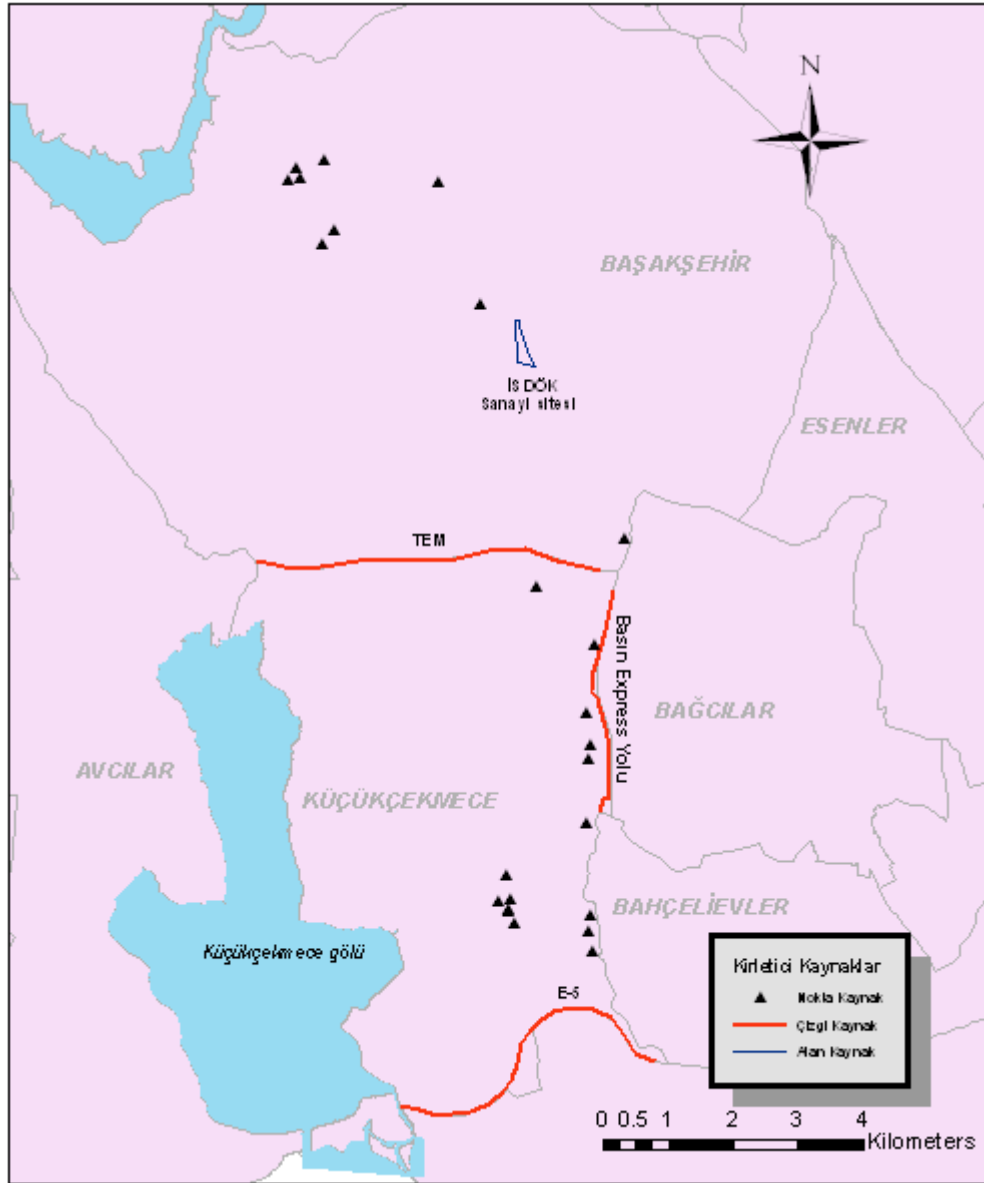 N
BAŞAKŞEHİR
İS DÖK
Sanayi sitesi
ESENLER
TEM
Basın Express Yolu
BAĞCILAR
AVCILAR
KÜÇÜKÇEKMECE
BAHÇELİEVLER
Küçükçekmece gölü
E-5
Kirletici Kaynaklar
Nokta Kaynak
Çizgi Kaynak
Alan Kaynak
0 0.5 1 2 3 4
Kilometers